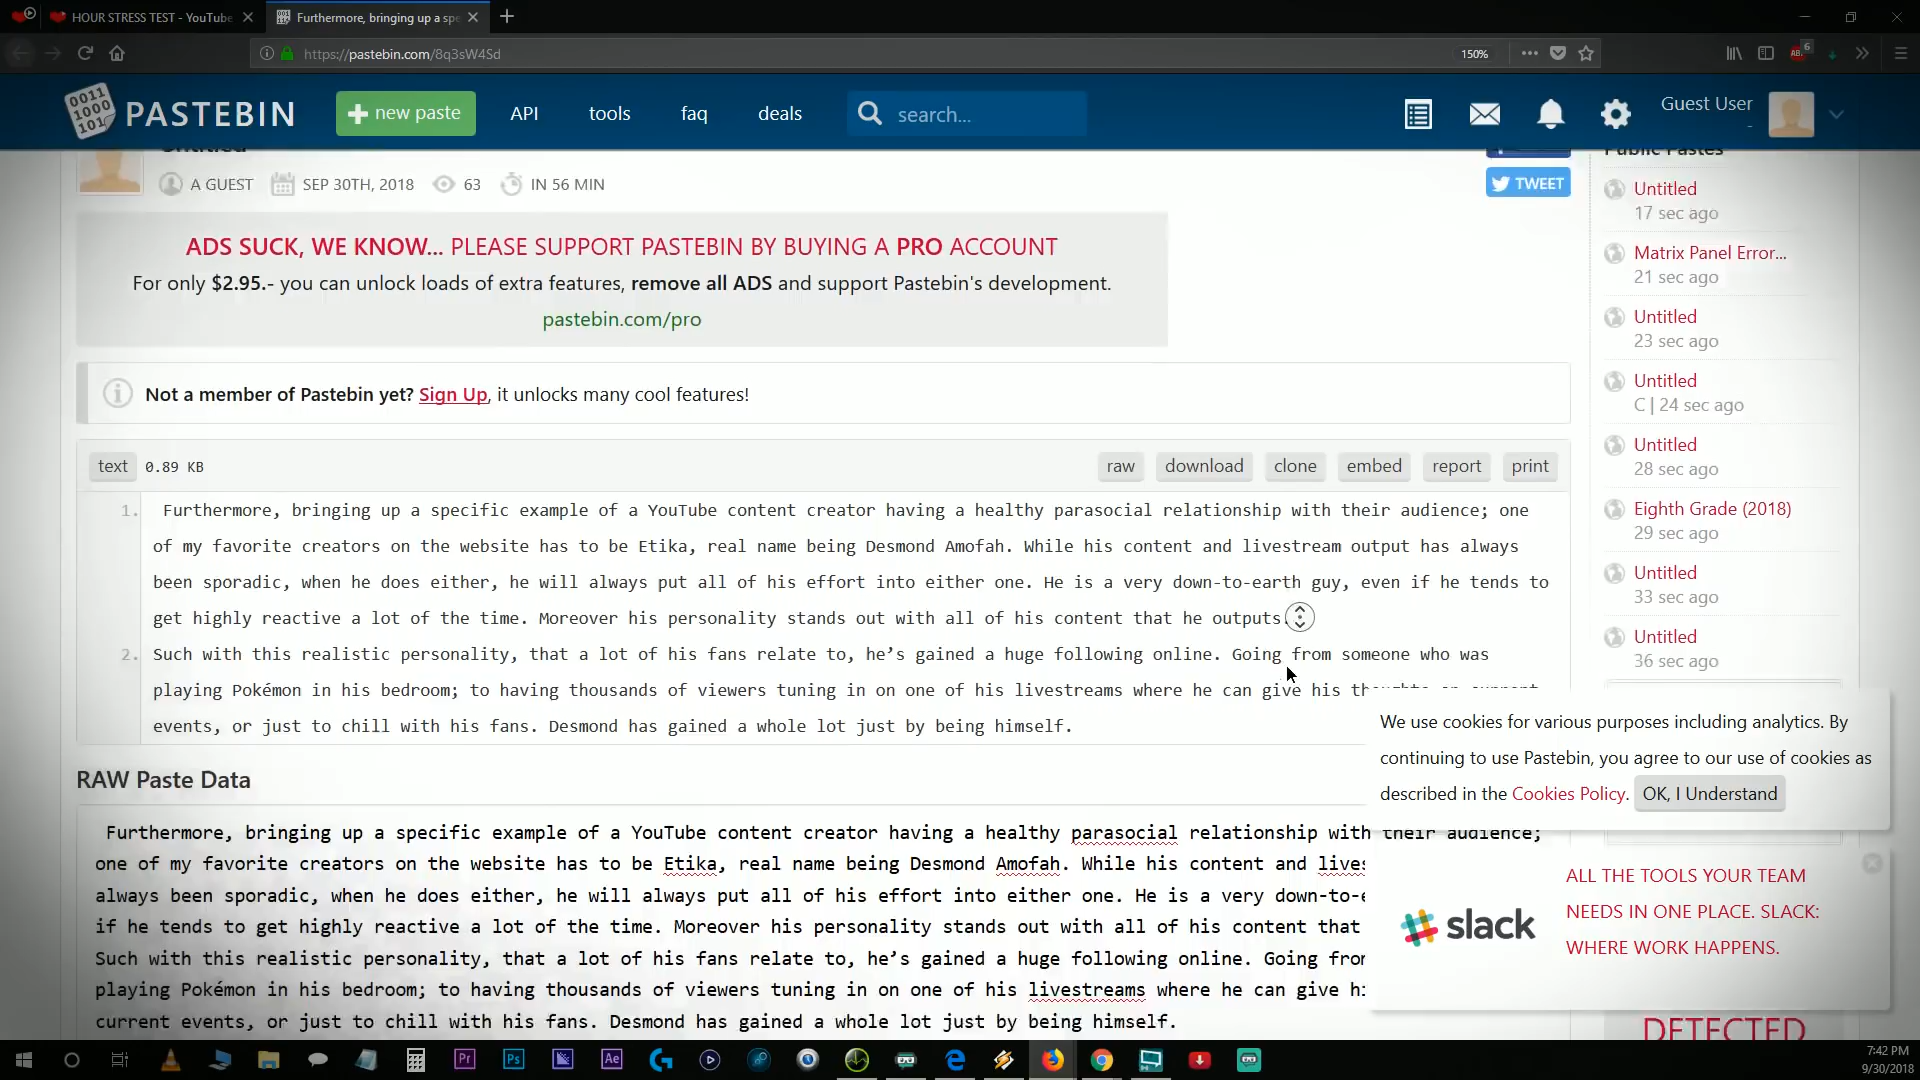 HOUR STRESS TEST - YouTube
Furthermore, bringing up a spe
https://pastebin.com/8q3sW4Sd
150%
6
PASTEBIN
new paste
API
tools
faq
deals
search...
Guest User
-
Untitled
A GUEST
SEP 30TH, 2018
63
IN 56 MIN
TWEET
ADS SUCK, WE KNOW... PLEASE SUPPORT PASTEBIN BY BUYING A PRO ACCOUNT
For only $2.95.- you can unlock loads of extra features, remove all ADS and support Pastebin's development.
pastebin.com/pro
Not a member of Pastebin yet? Sign Up, it unlocks many cool features!
text
0.89 KB
raw
download
clone
embed
report
print
1. Furthermore, bringing up a specific example of a YouTube content creator having a healthy parasocial relationship with their audience; one
of my favorite creators on the website has to be Etika, real name being Desmond Amofah. While his content and livestream output has always
been sporadic, when he does either, he will always put all of his effort into either one. He is a very down-to-earth guy, even if he tends to
get highly reactive a lot of the time. Moreover his personality stands out with all of his content that he outputs.
2. Such with this realistic personality, that a lot of his fans relate to, he’s gained a huge following online. Going from someone who was
playing Pokémon in his bedroom; to having thousands of viewers tuning in on one of his livestreams where he can give his thoughts on current
events, or just to chill with his fans. Desmond has gained a whole lot just by being himself.
RAW Paste Data
Furthermore, bringing up a specific example of a YouTube content creator having a healthy parasocial relationship with their audience;
one of my favorite creators on the website has to be Etika, real name being Desmond Amofah. While his content and lives
always been sporadic, when he does either, he will always put all of his effort into either one. He is a very down-to-e
if he tends to get highly reactive a lot of the time. Moreover his personality stands out with all of his content that
Such with this realistic personality, that a lot of his fans relate to, he’s gained a huge following online. Going from
playing Pokémon in his bedroom; to having thousands of viewers tuning in on one of his livestreams where he can give hi
current events, or just to chill with his fans. Desmond has gained a whole lot just by being himself.
Public Pastes
Untitled
17 sec ago
Matrix Panel Error...
21 sec ago
Untitled
23 sec ago
Untitled
C | 24 sec ago
Untitled
28 sec ago
Eighth Grade (2018)
29 sec ago
Untitled
33 sec ago
Untitled
36 sec ago
We use cookies for various purposes including analytics. By
continuing to use Pastebin, you agree to our use of cookies as
described in the Cookies Policy. OK, I Understand
slack
ALL THE TOOLS YOUR TEAM
NEEDS IN ONE PLACE. SLACK:
WHERE WORK HAPPENS.
DETECTED
Pr
Ps
Ae
7:42 PM
9/30/2018